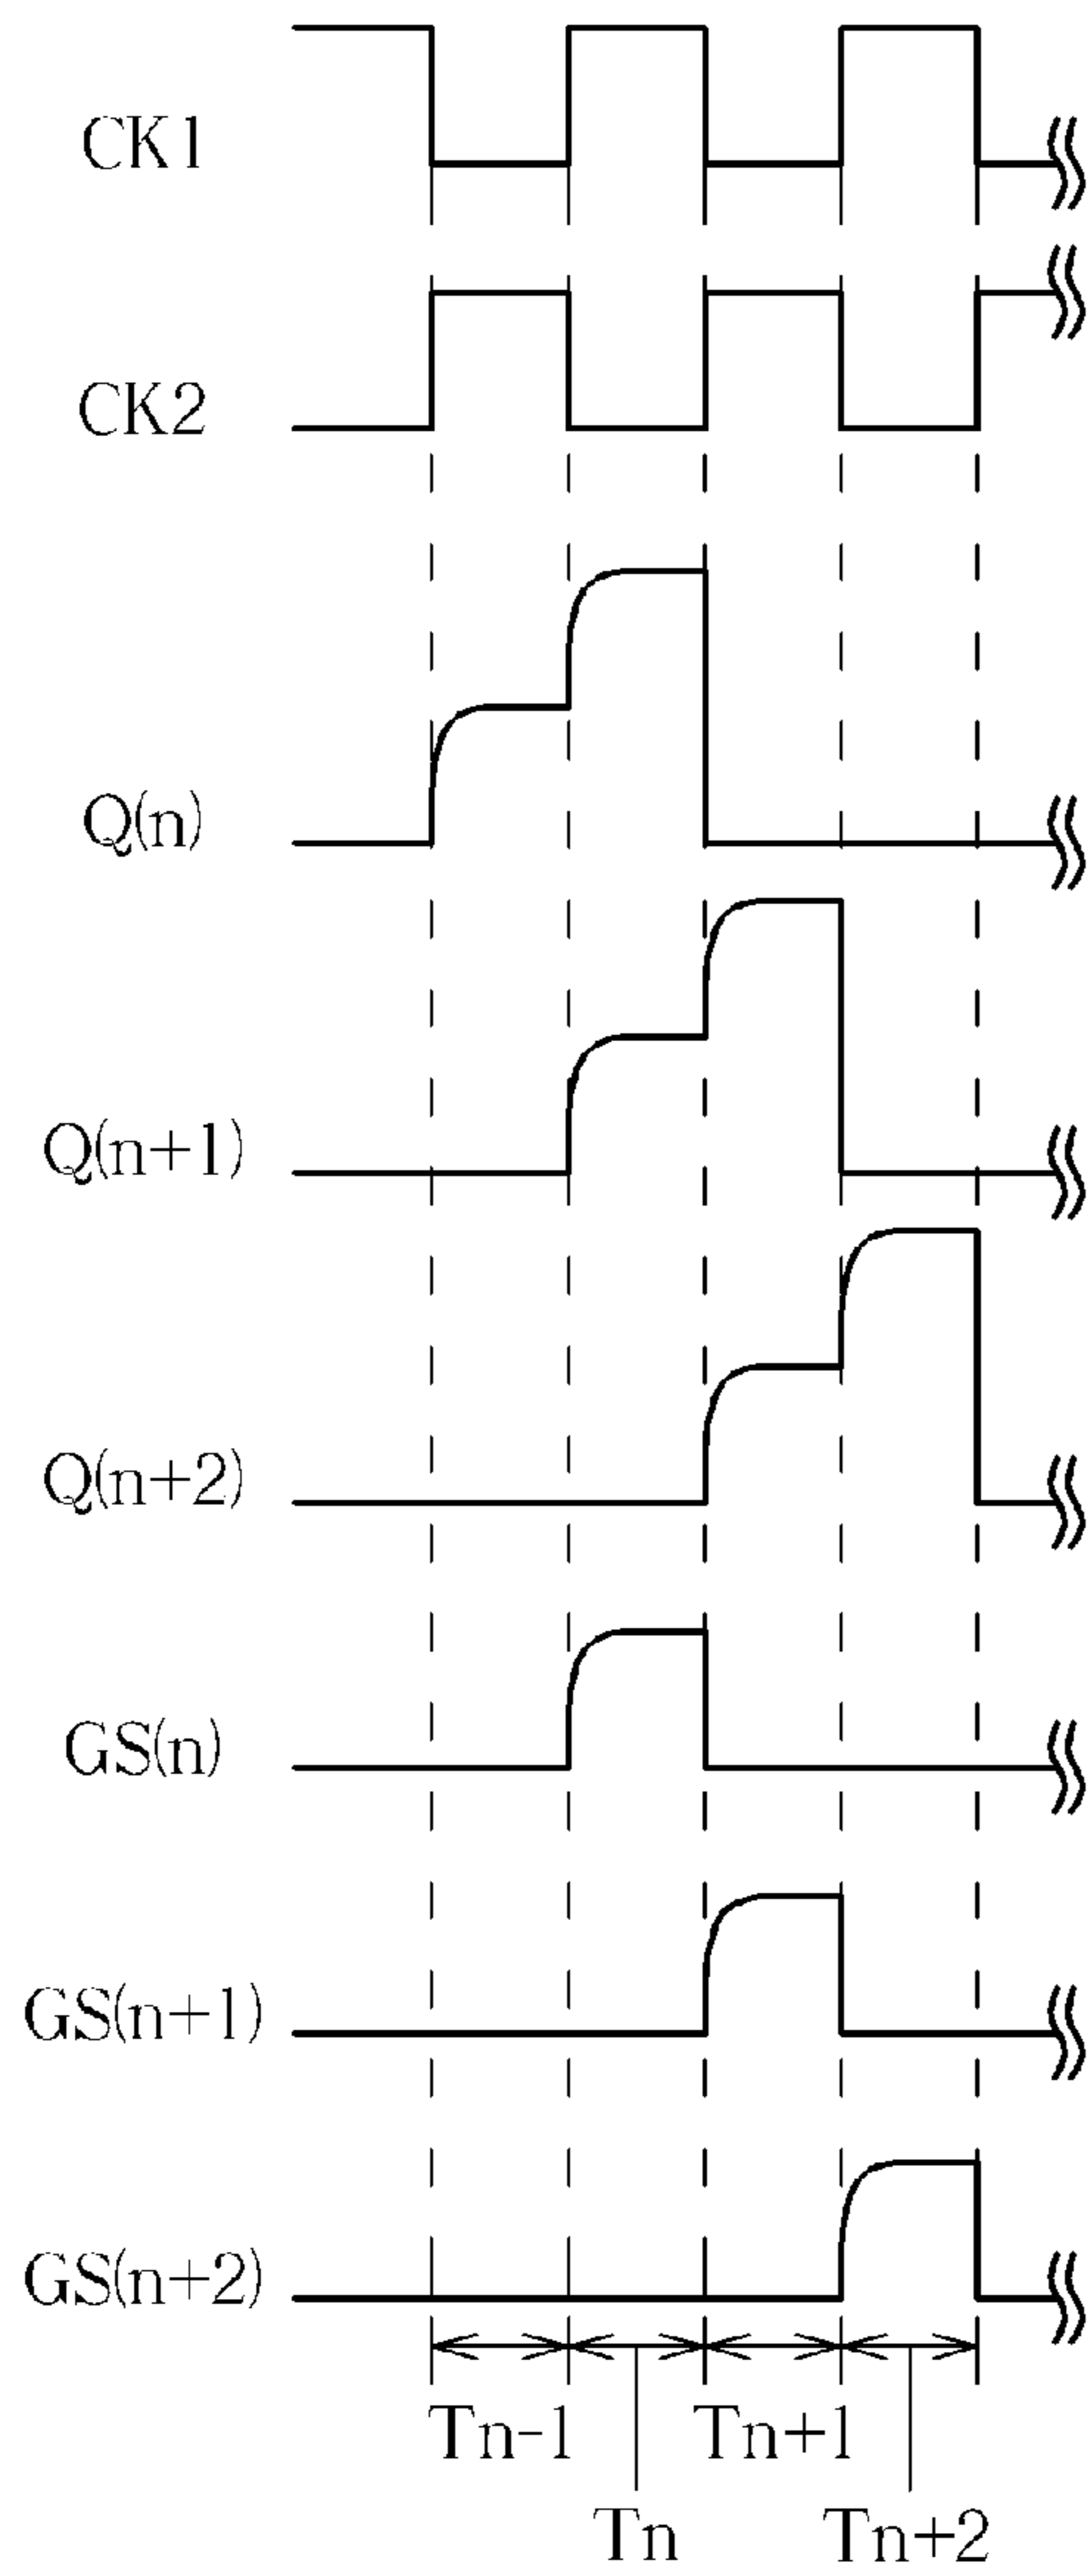 CK1
CK2
Q(n)
Q(n+1)
Q(n+2)
GS(n)
GS(n+1)
GS(n+2)
Tn-1 Tn+1
Tn Tn+2